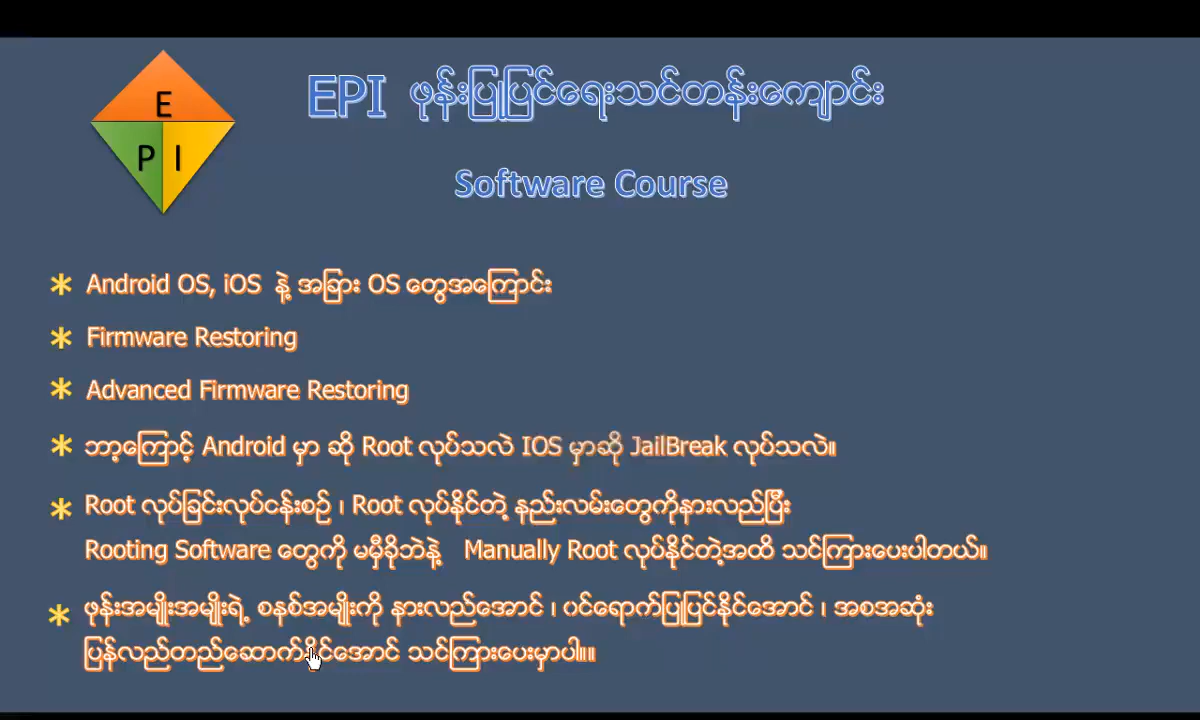 E
P I
EPI ဖုန်းပြုပြင်ရေးသင်တန်းကျောင်း
Software Course
* Android OS, iOS နဲ့ အခြား OS တွေအကြောင်း
* Firmware Restoring
* Advanced Firmware Restoring
* ဘာ့ကြောင့် Android မှာ ဆို Root လုပ်သလဲ IOS မှာဆို JailBreak လုပ်သလဲ။
* Root လုပ်ခြင်းလုပ်ငန်းစဉ် ၊ Root လုပ်နိုင်တဲ့ နည်းလမ်းတွေကိုနားလည်ပြီး
Rooting Software တွေကို မမှီခိုဘဲနဲ့ Manually Root လုပ်နိုင်တဲ့အထိ သင်ကြားပေးပါတယ်။
* ဖုန်းအမျိုးအမျိုးရဲ့ စနစ်အမျိုးကို နားလည်အောင် ၊ ၀င်ရောက်ပြုပြင်နိုင်အောင် ၊ အစအဆုံး
ပြန်လည်တည်ဆောက်နိုင်အောင် သင်ကြားပေးမှာပါ။။